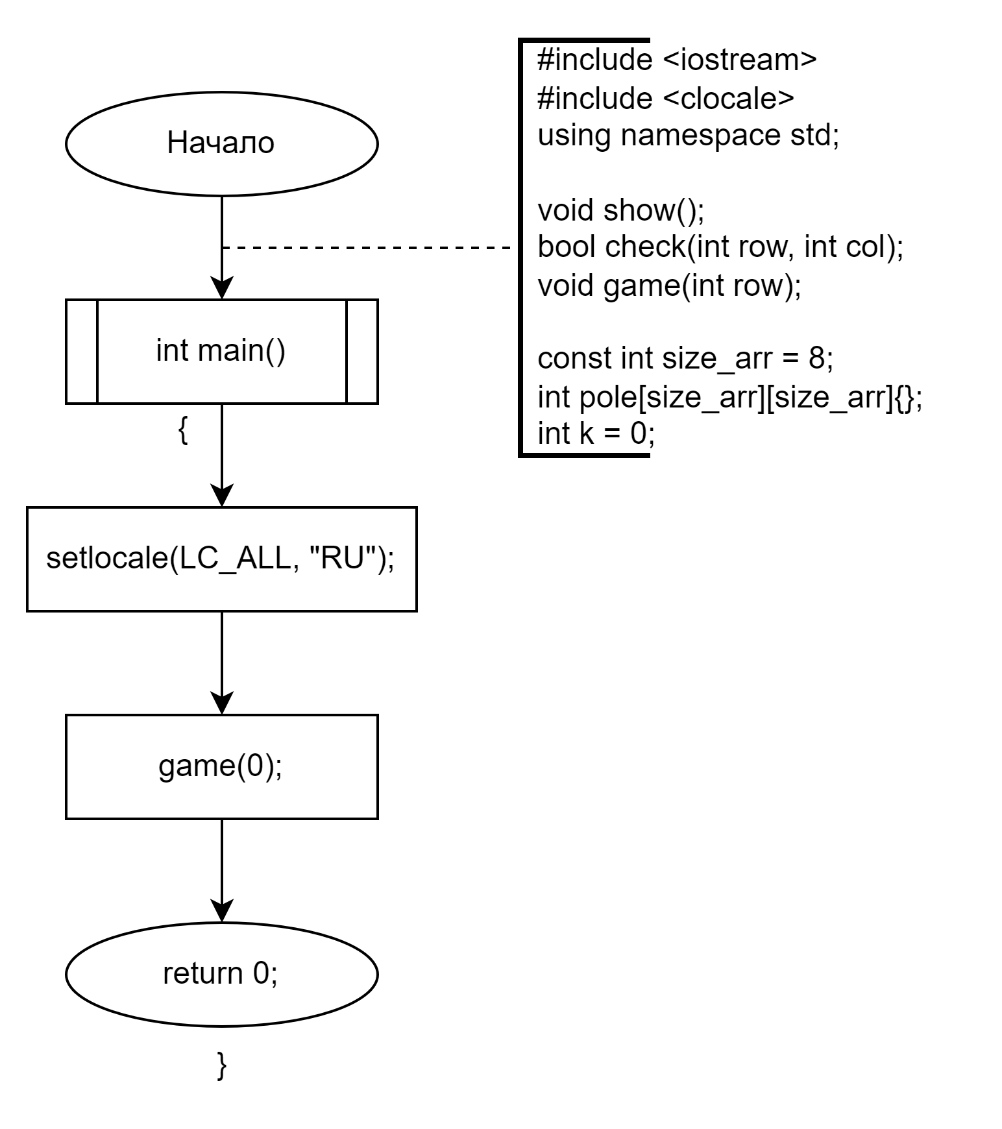 Начало
#include <iostream>
#include <clocale>
using namespace std;
void show();
bool check(int row, int col);
void game(int row);
const int size_arr = 8;
int pole[size_arr][size_arr]{};
int k = 0;
int main()
{
setlocale(LC_ALL, "RU");
game(0);
return 0;
}